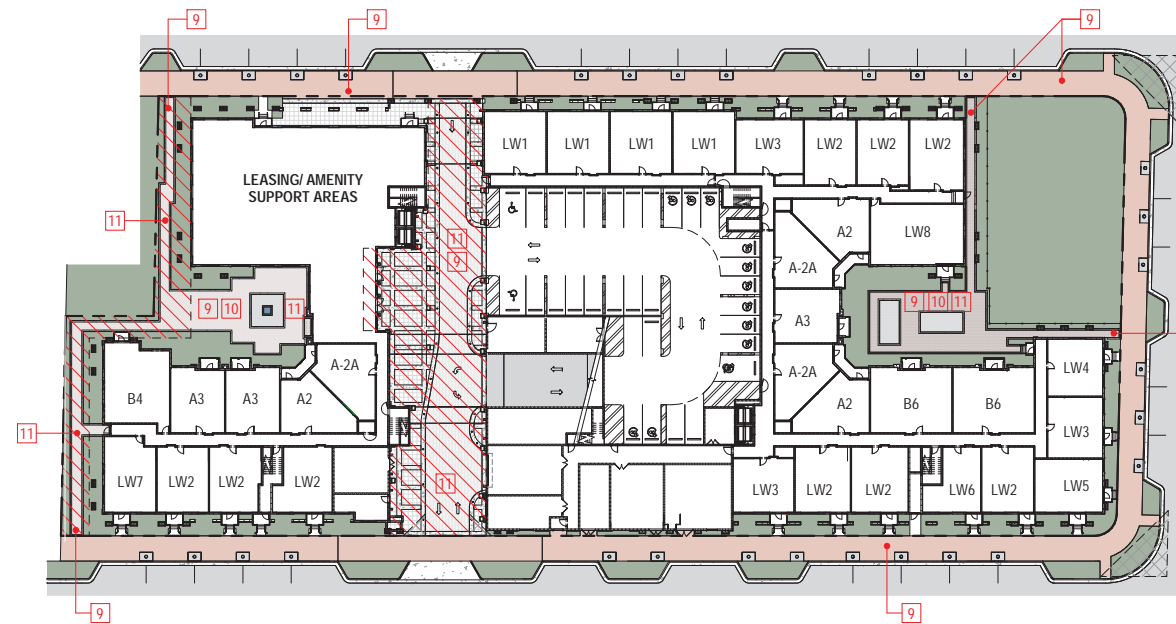 9
9
9
LW1
LW1
LW1
LW1
LW3
LW2
LW2
LW2
LEASING/ AMENITY
SUPPORT AREAS
11
11
9
A2
LW8
A-2A
9
10
11
9
10
11
A3
A-2A
A-2A
LW4
B4
A3
A3
A2
A2
B6
B6
11
LW3
LW7
LW2
LW2
LW2
11
LW3
LW2
LW2
LW6
LW2
LW5
9
9